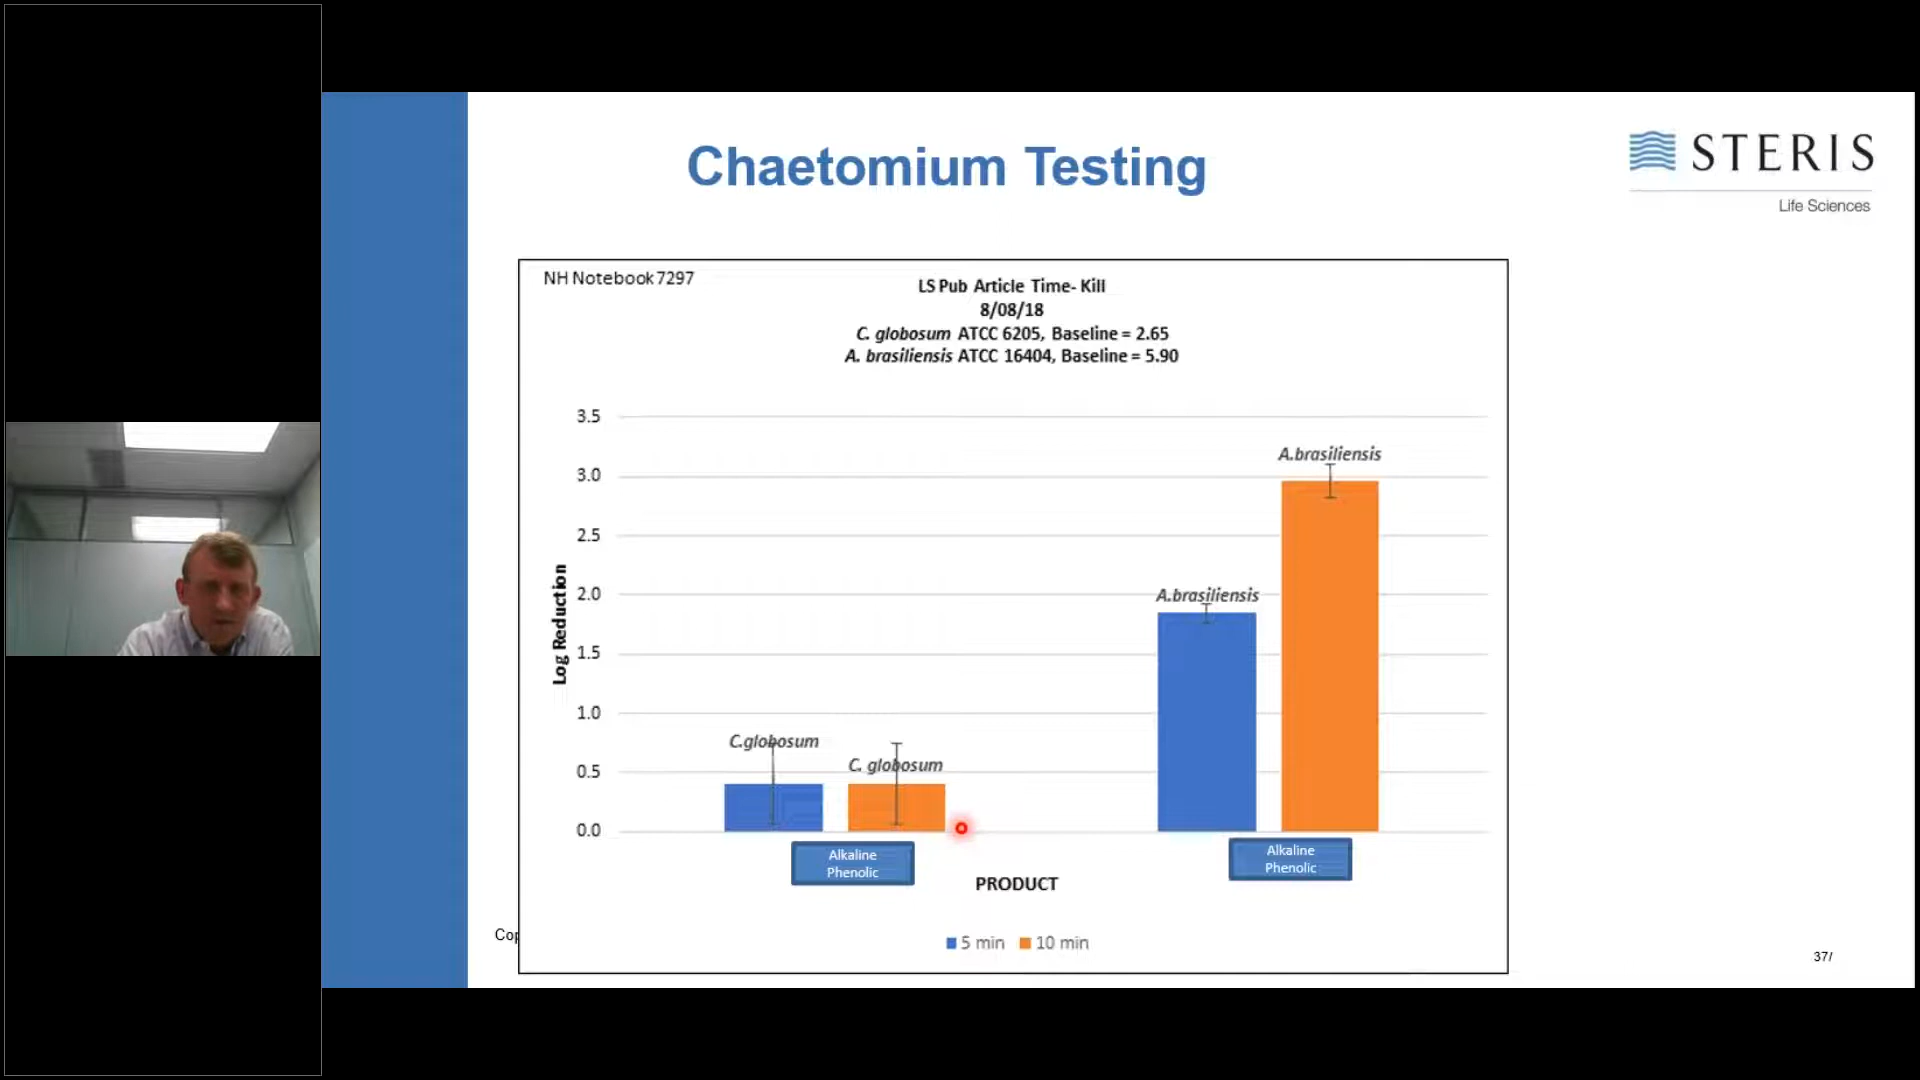 Chaetomium Testing
STERIS
Life Sciences
NH Notebook 7297
LS Pub Article Time- Kill
8/08/18
C. globosum ATCC 6205, Baseline = 2.65
A. brasiliensis ATCC 16404, Baseline = 5.90
3.5
3.0
2.5
2.0
1.5
1.0
0.5
0.0
Log Reduction
C.globosum
C. globosum
A.brasiliensis
A.brasiliensis
Alkaline
Phenolic
Alkaline
Phenolic
PRODUCT
5 min
10 min
Cop
37/